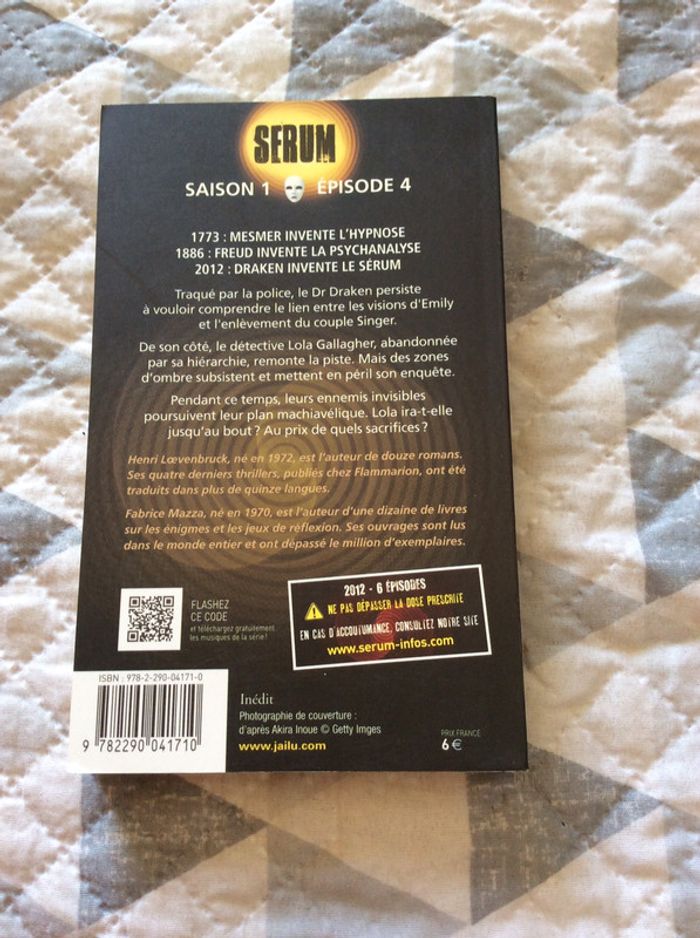 SERUM
SAISON 1 ÉPISODE 4
1773 : MESMER INVENTE L'HYPNOSE
1886 : FREUD INVENTE LA PSYCHANALYSE
2012 : DRAKEN INVENTE LE SÉRUM
Traqué par la police, le Dr Draken persiste
à vouloir comprendre le lien entre les visions d'Emily
et l'enlèvement du couple Singer.
De son côté, le détective Lola Gallagher, abandonnée
par sa hiérarchie, remonte la piste. Mais des zones
d'ombre subsistent et mettent en péril son enquête.
Pendant ce temps, leurs ennemis invisibles
poursuivent leur plan machiavélique. Lola ira-t-elle
jusqu'au bout ? Au prix de quels sacrifices ?
Henri Lœvenbruck, né en 1972, est l'auteur de douze romans.
Ses quatre derniers thrillers, publiés chez Flammarion, ont été
traduits dans plus de quinze langues.
Fabrice Mazza, né en 1970, est l'auteur d'une dizaine de livres
sur les énigmes et les jeux de réflexion. Ses ouvrages sont lus
dans le monde entier et ont dépassé le million d'exemplaires.
FLASHEZ
CE CODE
et téléchargez gratuitement
les musiques de la série !
2012 - 6 ÉPISODES
NE PAS DÉPASSER LA DOSE PRESCRITE
EN CAS D'ACCOUTUMANCE, CONSULTEZ NOTRE SITE
www.serum-infos.com
ISBN : 978-2-290-04171-0
9 782290 041710
Inédit
Photographie de couverture :
d'après Akira Inoue © Getty Imges
www.jailu.com
PRIX FRANCE
6 €